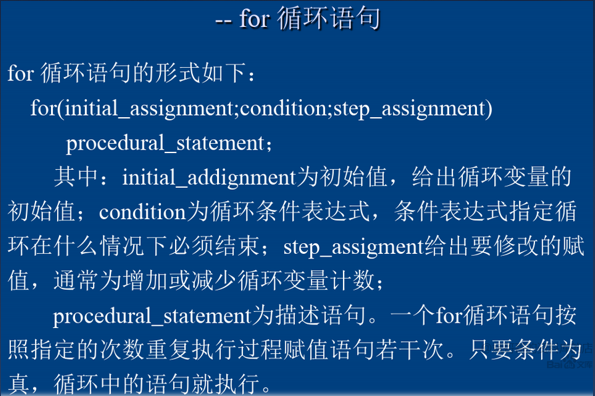 -- for 循环语句
for 循环语句的形式如下：
for(initial_assignment;condition;step_assignment)
procedural_statement；
其中：initial_addignment为初始值，给出循环变量的
初始值；condition为循环条件表达式，条件表达式指定循
环在什么情况下必须结束；step_assigment给出要修改的赋
值，通常为增加或减少循环变量计数；
procedural_statement为描述语句。一个for循环语句按
照指定的次数重复执行过程赋值语句若干次。只要条件为
真，循环中的语句就执行。